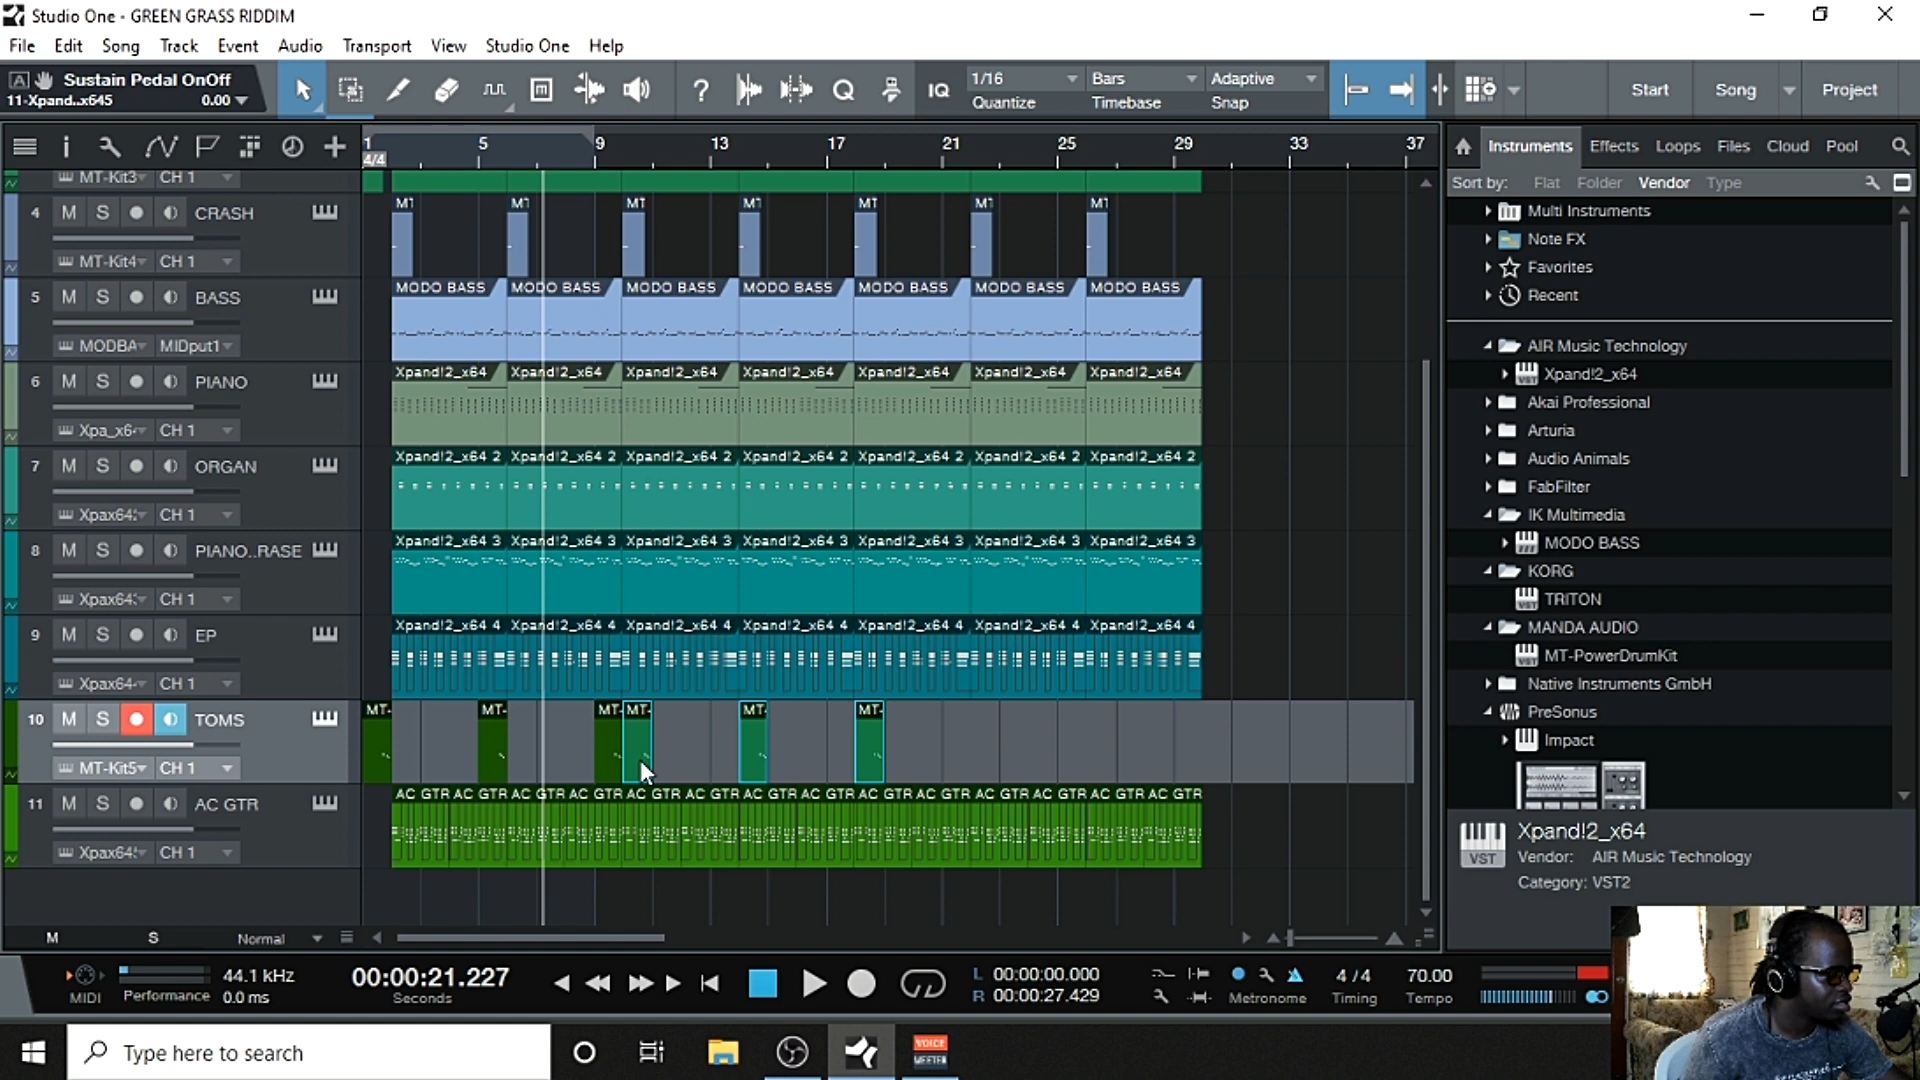 Studio One - GREEN GRASS RIDDIM
File Edit Song Track Event Audio Transport View Studio One Help
A Sustain Pedal OnOff
11-Xpand..x645 0.00
? Q IQ 1/16 Bars Adaptive Start Song Project
Quantize Timebase Snap
1 5 9 13 17 21 25 29 33 37
4/4
Instruments Effects Loops Files Cloud Pool
Sort by: Flat Folder Vendor Type
MT-Kit3 CH 1
4 M S CRASH
MT-Kit4 CH 1
5 M S BASS
MODO BASS MODO BASS MODO BASS MODO BASS MODO BASS MODO BASS MODO BASS
MODBA MIDput1
6 M S PIANO
Xpand!2_x64 Xpand!2_x64 Xpand!2_x64 Xpand!2_x64 Xpand!2_x64 Xpand!2_x64 Xpand!2_x64
Xpa_x6 CH 1
7 M S ORGAN
Xpand!2_x64 2 Xpand!2_x64 2 Xpand!2_x64 2 Xpand!2_x64 2 Xpand!2_x64 2 Xpand!2_x64 2 Xpand!2_x64 2
Xpax64 CH 1
8 M S PIANO..RASE
Xpand!2_x64 3 Xpand!2_x64 3 Xpand!2_x64 3 Xpand!2_x64 3 Xpand!2_x64 3 Xpand!2_x64 3 Xpand!2_x64 3
Xpax64 CH 1
9 M S EP
Xpand!2_x64 4 Xpand!2_x64 4 Xpand!2_x64 4 Xpand!2_x64 4 Xpand!2_x64 4 Xpand!2_x64 4 Xpand!2_x64 4
Xpax64 CH 1
10 M S TOMS
MT- MT- MT- MT- MT- MT-
MT-Kit5 CH 1
11 M S AC GTR
AC GTR AC GTR AC GTR AC GTR AC GTR AC GTR AC GTR AC GTR AC GTR AC GTR AC GTR AC GTR AC GTR AC GTR
Xpax64 CH 1
Multi Instruments
Note FX
Favorites
Recent
AIR Music Technology
Xpand!2_x64
Akai Professional
Arturia
Audio Animals
FabFilter
IK Multimedia
MODO BASS
KORG
TRITON
MANDA AUDIO
MT-PowerDrumKit
Native Instruments GmbH
PreSonus
Impact
Xpand!2_x64
VST
Vendor: AIR Music Technology
Category: VST2
M S Normal
MIDI Performance 44.1 kHz
0.0 ms
00:00:21.227
Seconds
L 00:00:00.000
R 00:00:27.429
Metronome
4 / 4
Timing
70.00
Tempo
Type here to search
VOICE
MEETER